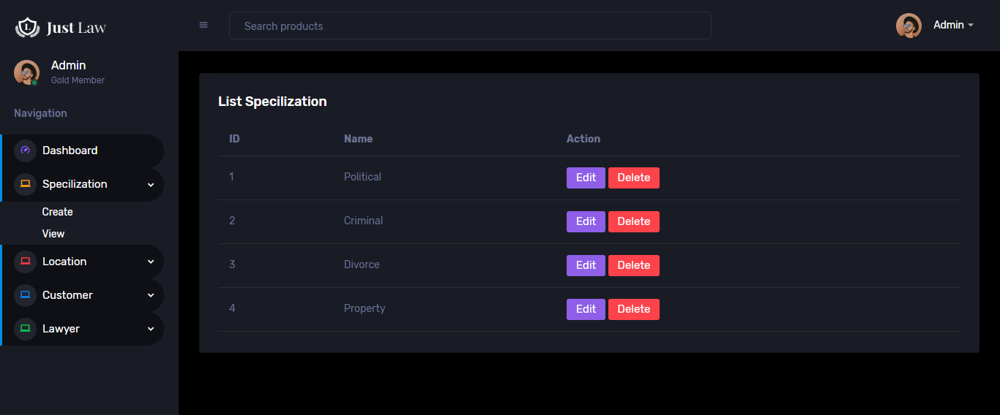 L
Just Law
Search products
Admin
Admin
Gold Member
Navigation
Dashboard
Specilization
Create
View
Location
Customer
Lawyer
List Specilization
ID Name Action
1 Political Edit Delete
2 Criminal Edit Delete
3 Divorce Edit Delete
4 Property Edit Delete